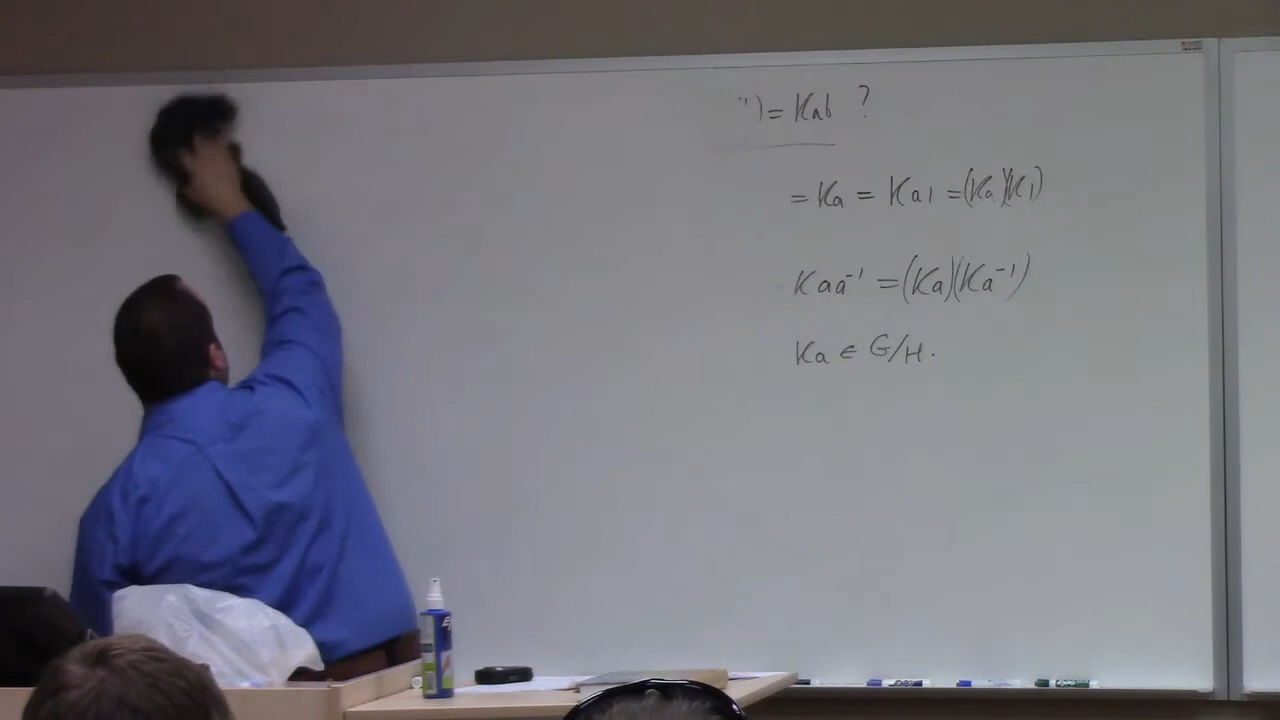 ")= Kab ?
= Ka = Ka1 =(Ka)(K1)
Kaa⁻¹ =(Ka)(Ka⁻¹)
Ka ∈ G/H.